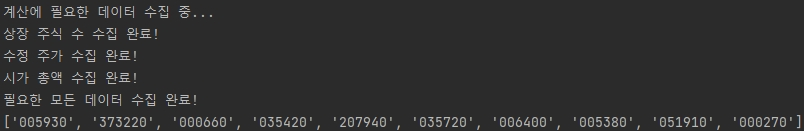 계산에 필요한 데이터 수집 중...
상장 주식 수 수집 완료!
수정 주가 수집 완료!
시가 총액 수집 완료!
필요한 모든 데이터 수집 완료!
['005930', '373220', '000660', '035420', '207940', '035720', '006400', '005380', '051910', '000270']